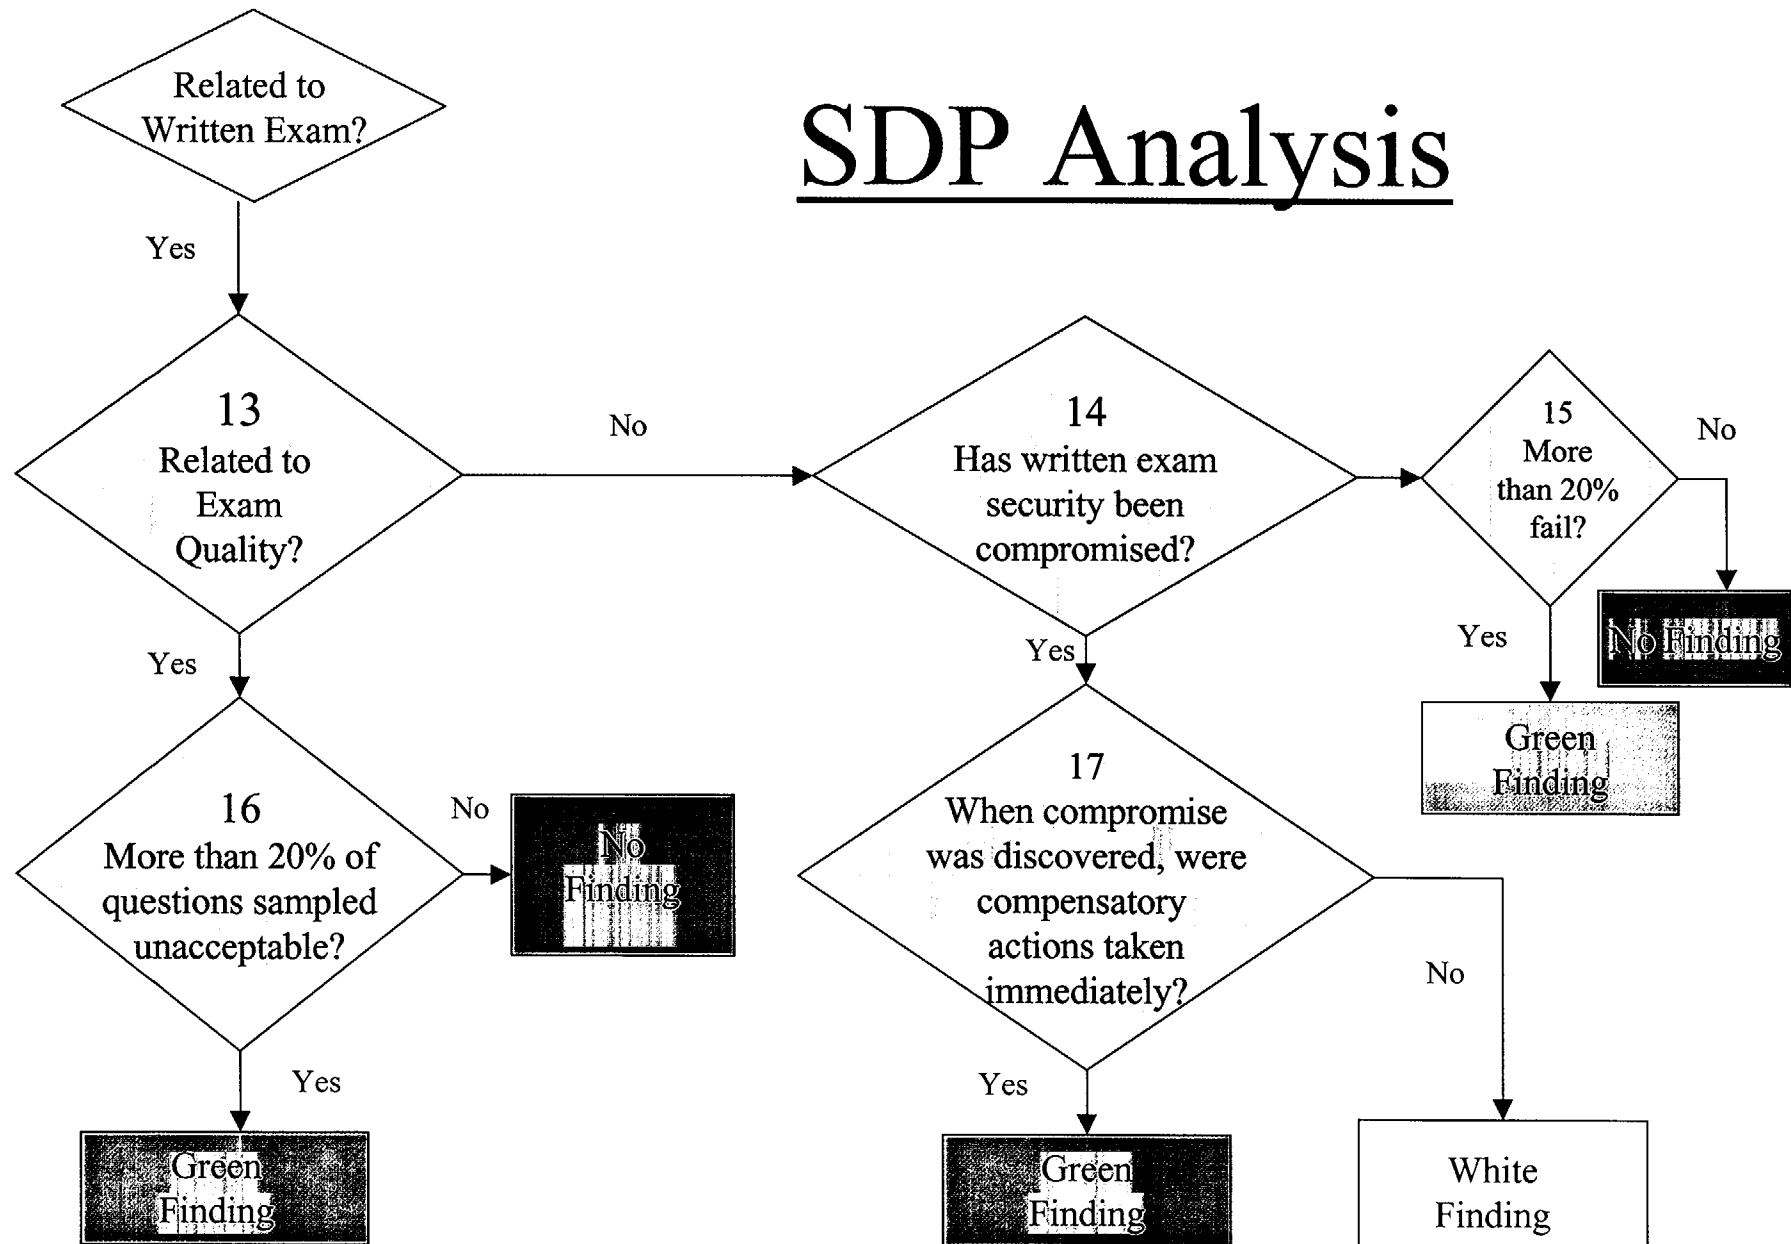 SDP Analysis
Related to
Written Exam?
Yes
13
Related to
Exam
Quality?
No
14
Has written exam
security been
compromised?
15
More
than 20%
fail?
No
No Finding
Yes
Green
Finding
Yes
Yes
16
More than 20% of
questions sampled
unacceptable?
No
No
Finding
17
When compromise
was discovered, were
compensatory
actions taken
immediately?
No
Yes
Green
Finding
Yes
Green
Finding
White
Finding